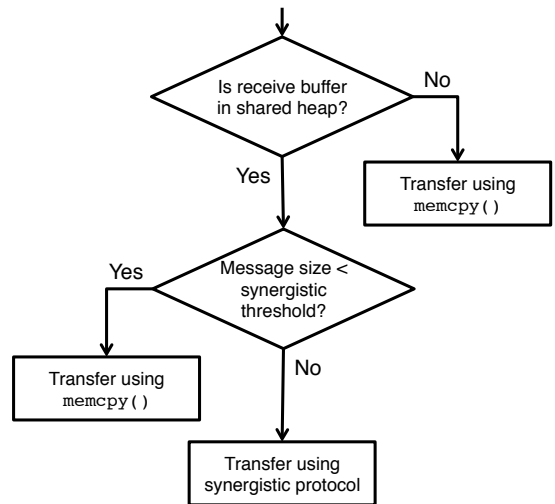 Is receive buffer
in shared heap?
No
Yes
Transfer using
memcpy()
Message size <
synergistic
threshold?
Yes
No
Transfer using
memcpy()
Transfer using
synergistic protocol